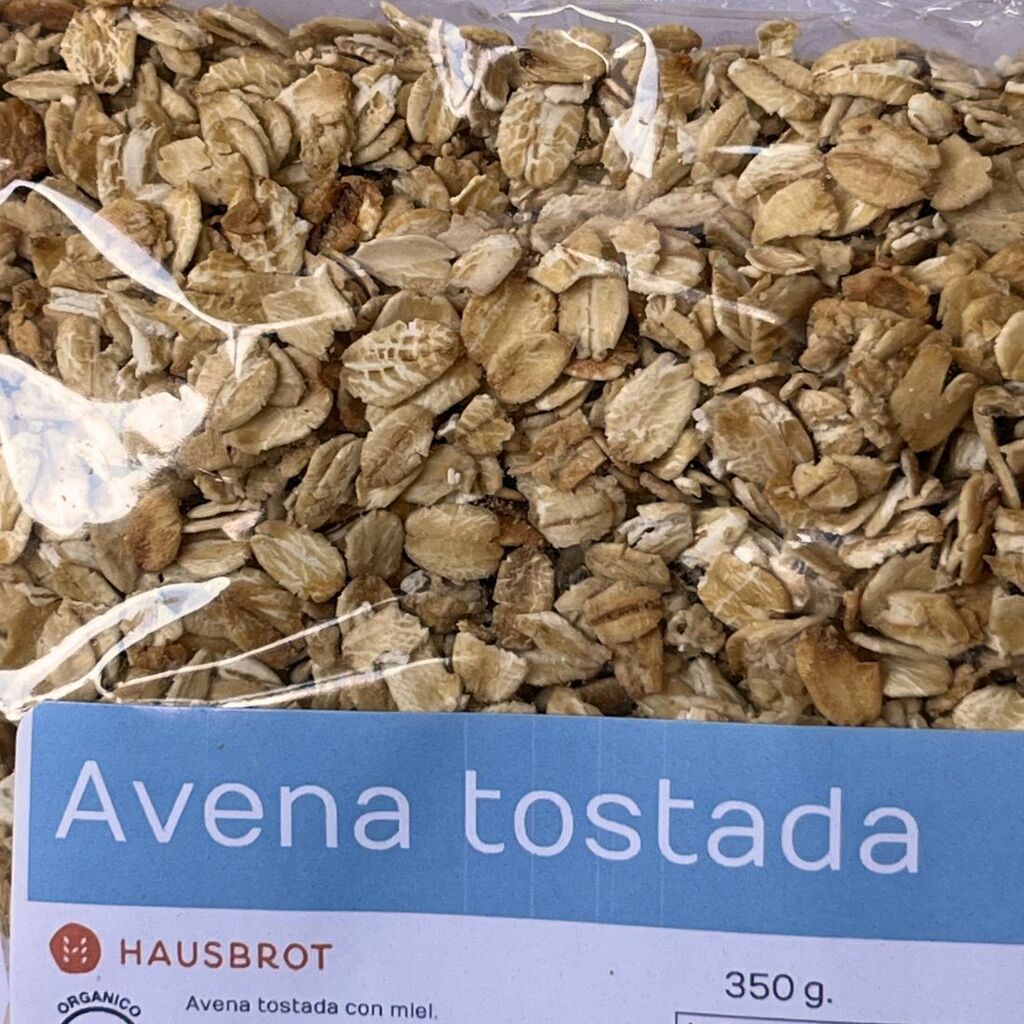 Avena tostada
HAUSBROT
350 g.
ORGANICO
Avena tostada con miel.